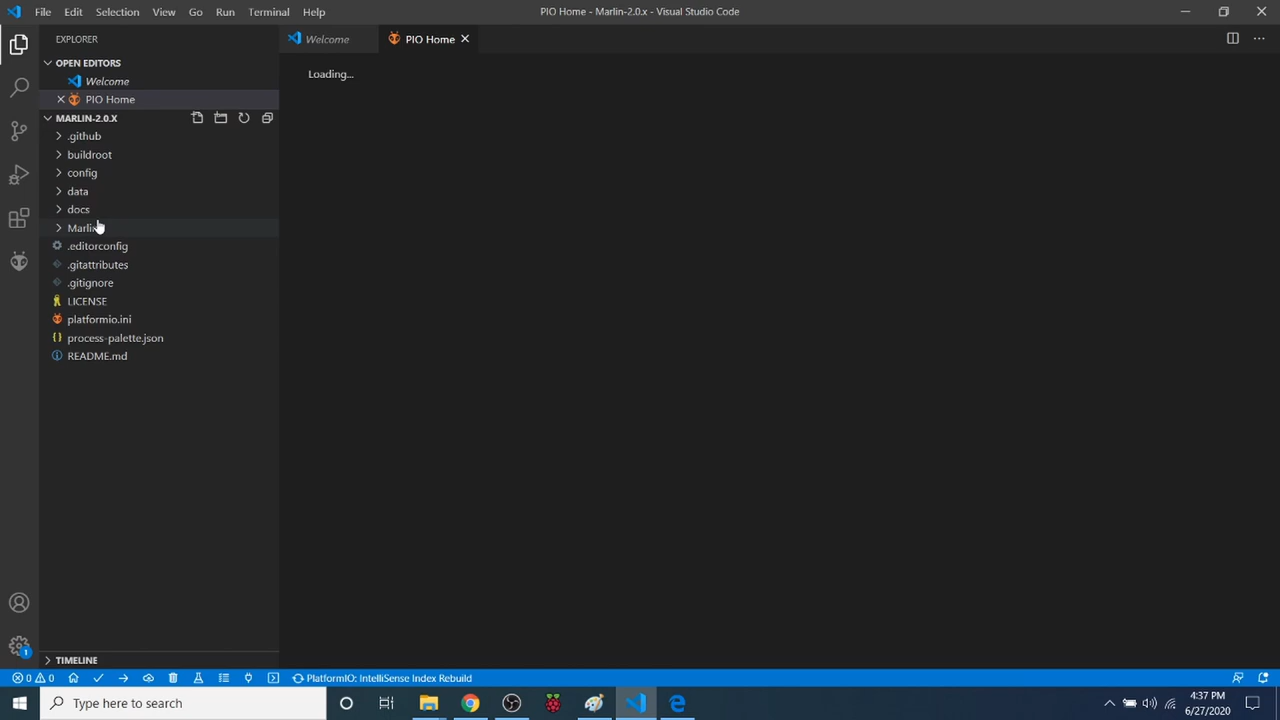 File Edit Selection View Go Run Terminal Help PIO Home - Marlin-2.0.x - Visual Studio Code
EXPLORER
Welcome
PIO Home
OPEN EDITORS
Welcome
PIO Home
MARLIN-2.0.X
.github
buildroot
config
data
docs
Marlin
.editorconfig
.gitattributes
.gitignore
LICENSE
platformio.ini
process-palette.json
README.md
TIMELINE
Loading...
1
0 0 PlatformIO: IntelliSense Index Rebuild
Type here to search
4:37 PM
6/27/2020